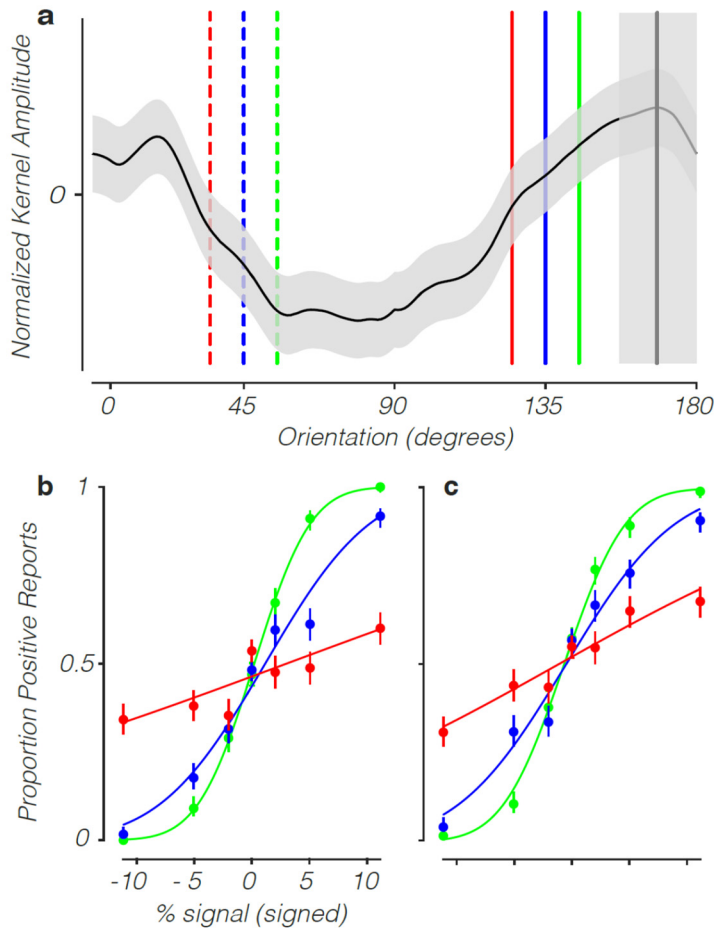 a
Normalized Kernel Amplitude
0
0 45 90 135 180
Orientation (degrees)
b c
Proportion Positive Reports
1
0.5
0
-10 -5 0 5 10
% signal (signed)